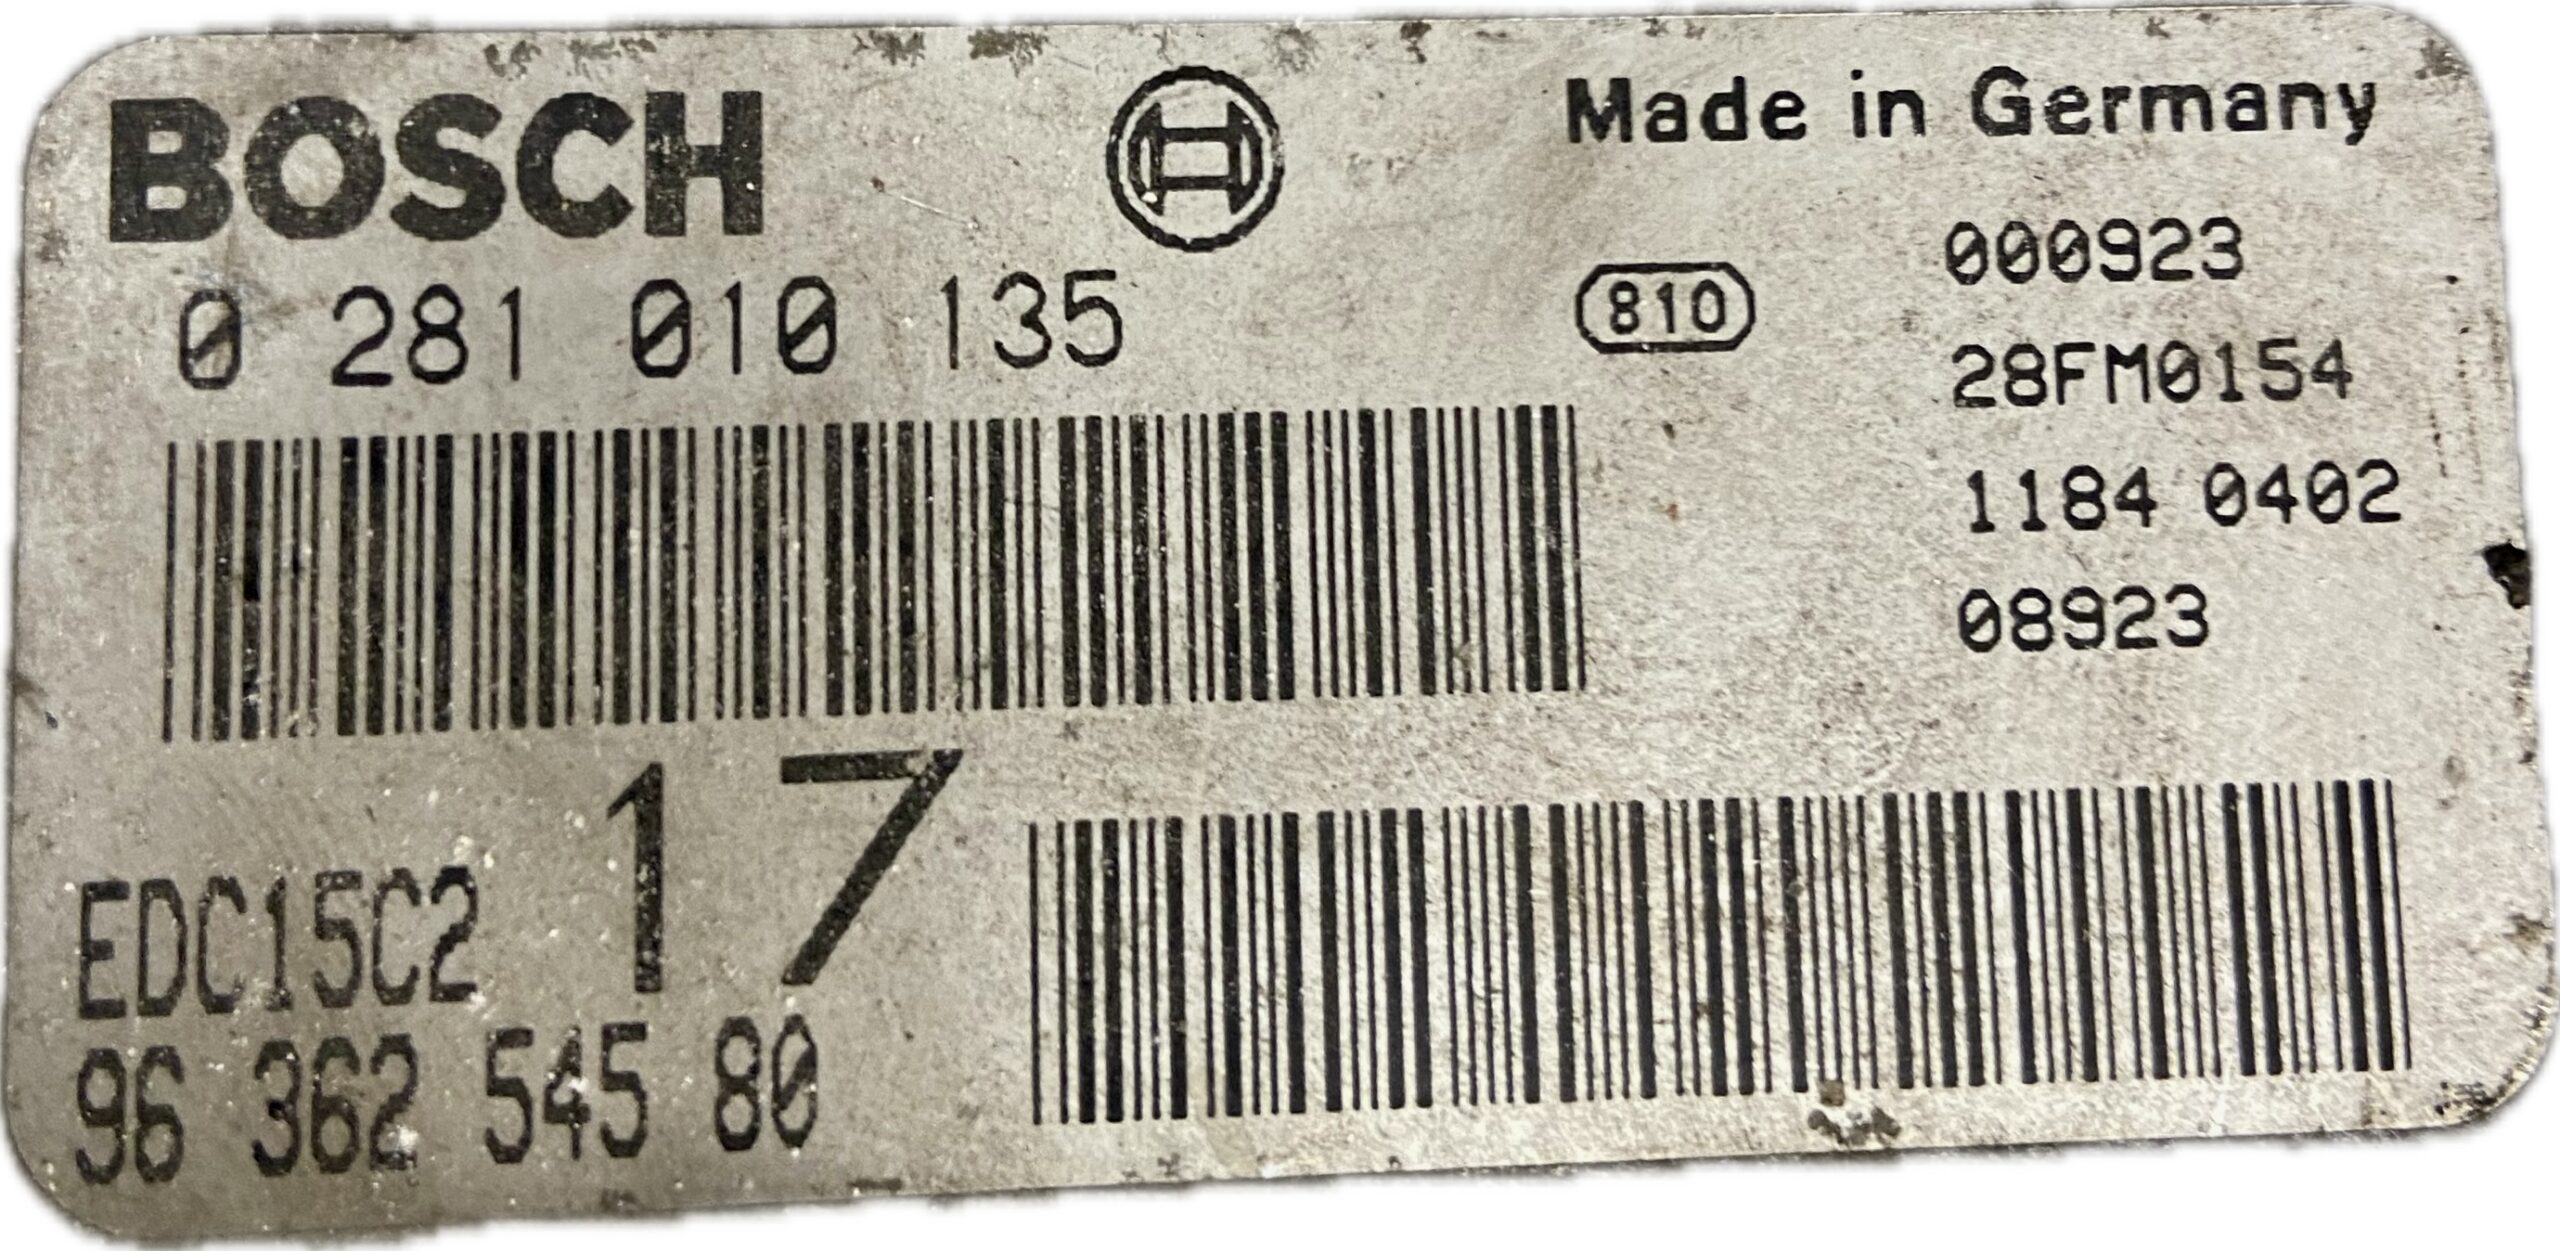 BOSCH
Made in Germany
0 281 010 135
810
000923
28FM0154
1184 0402
08923
17
EDC15C2
96 362 545 80